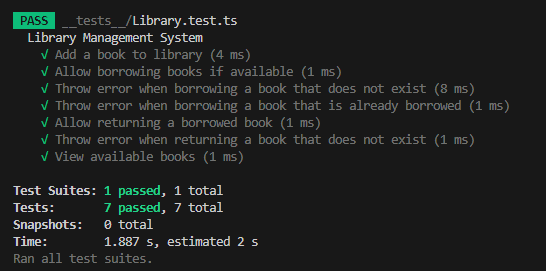 PASS __tests__/Library.test.ts
Library Management System
√ Add a book to library (4 ms)
√ Allow borrowing books if available (1 ms)
√ Throw error when borrowing a book that does not exist (8 ms)
√ Throw error when borrowing a book that is already borrowed (1 ms)
√ Allow returning a borrowed book (1 ms)
√ Throw error when returning a book that does not exist (1 ms)
√ View available books (1 ms)
Test Suites: 1 passed, 1 total
Tests: 7 passed, 7 total
Snapshots: 0 total
Time: 1.887 s, estimated 2 s
Ran all test suites.